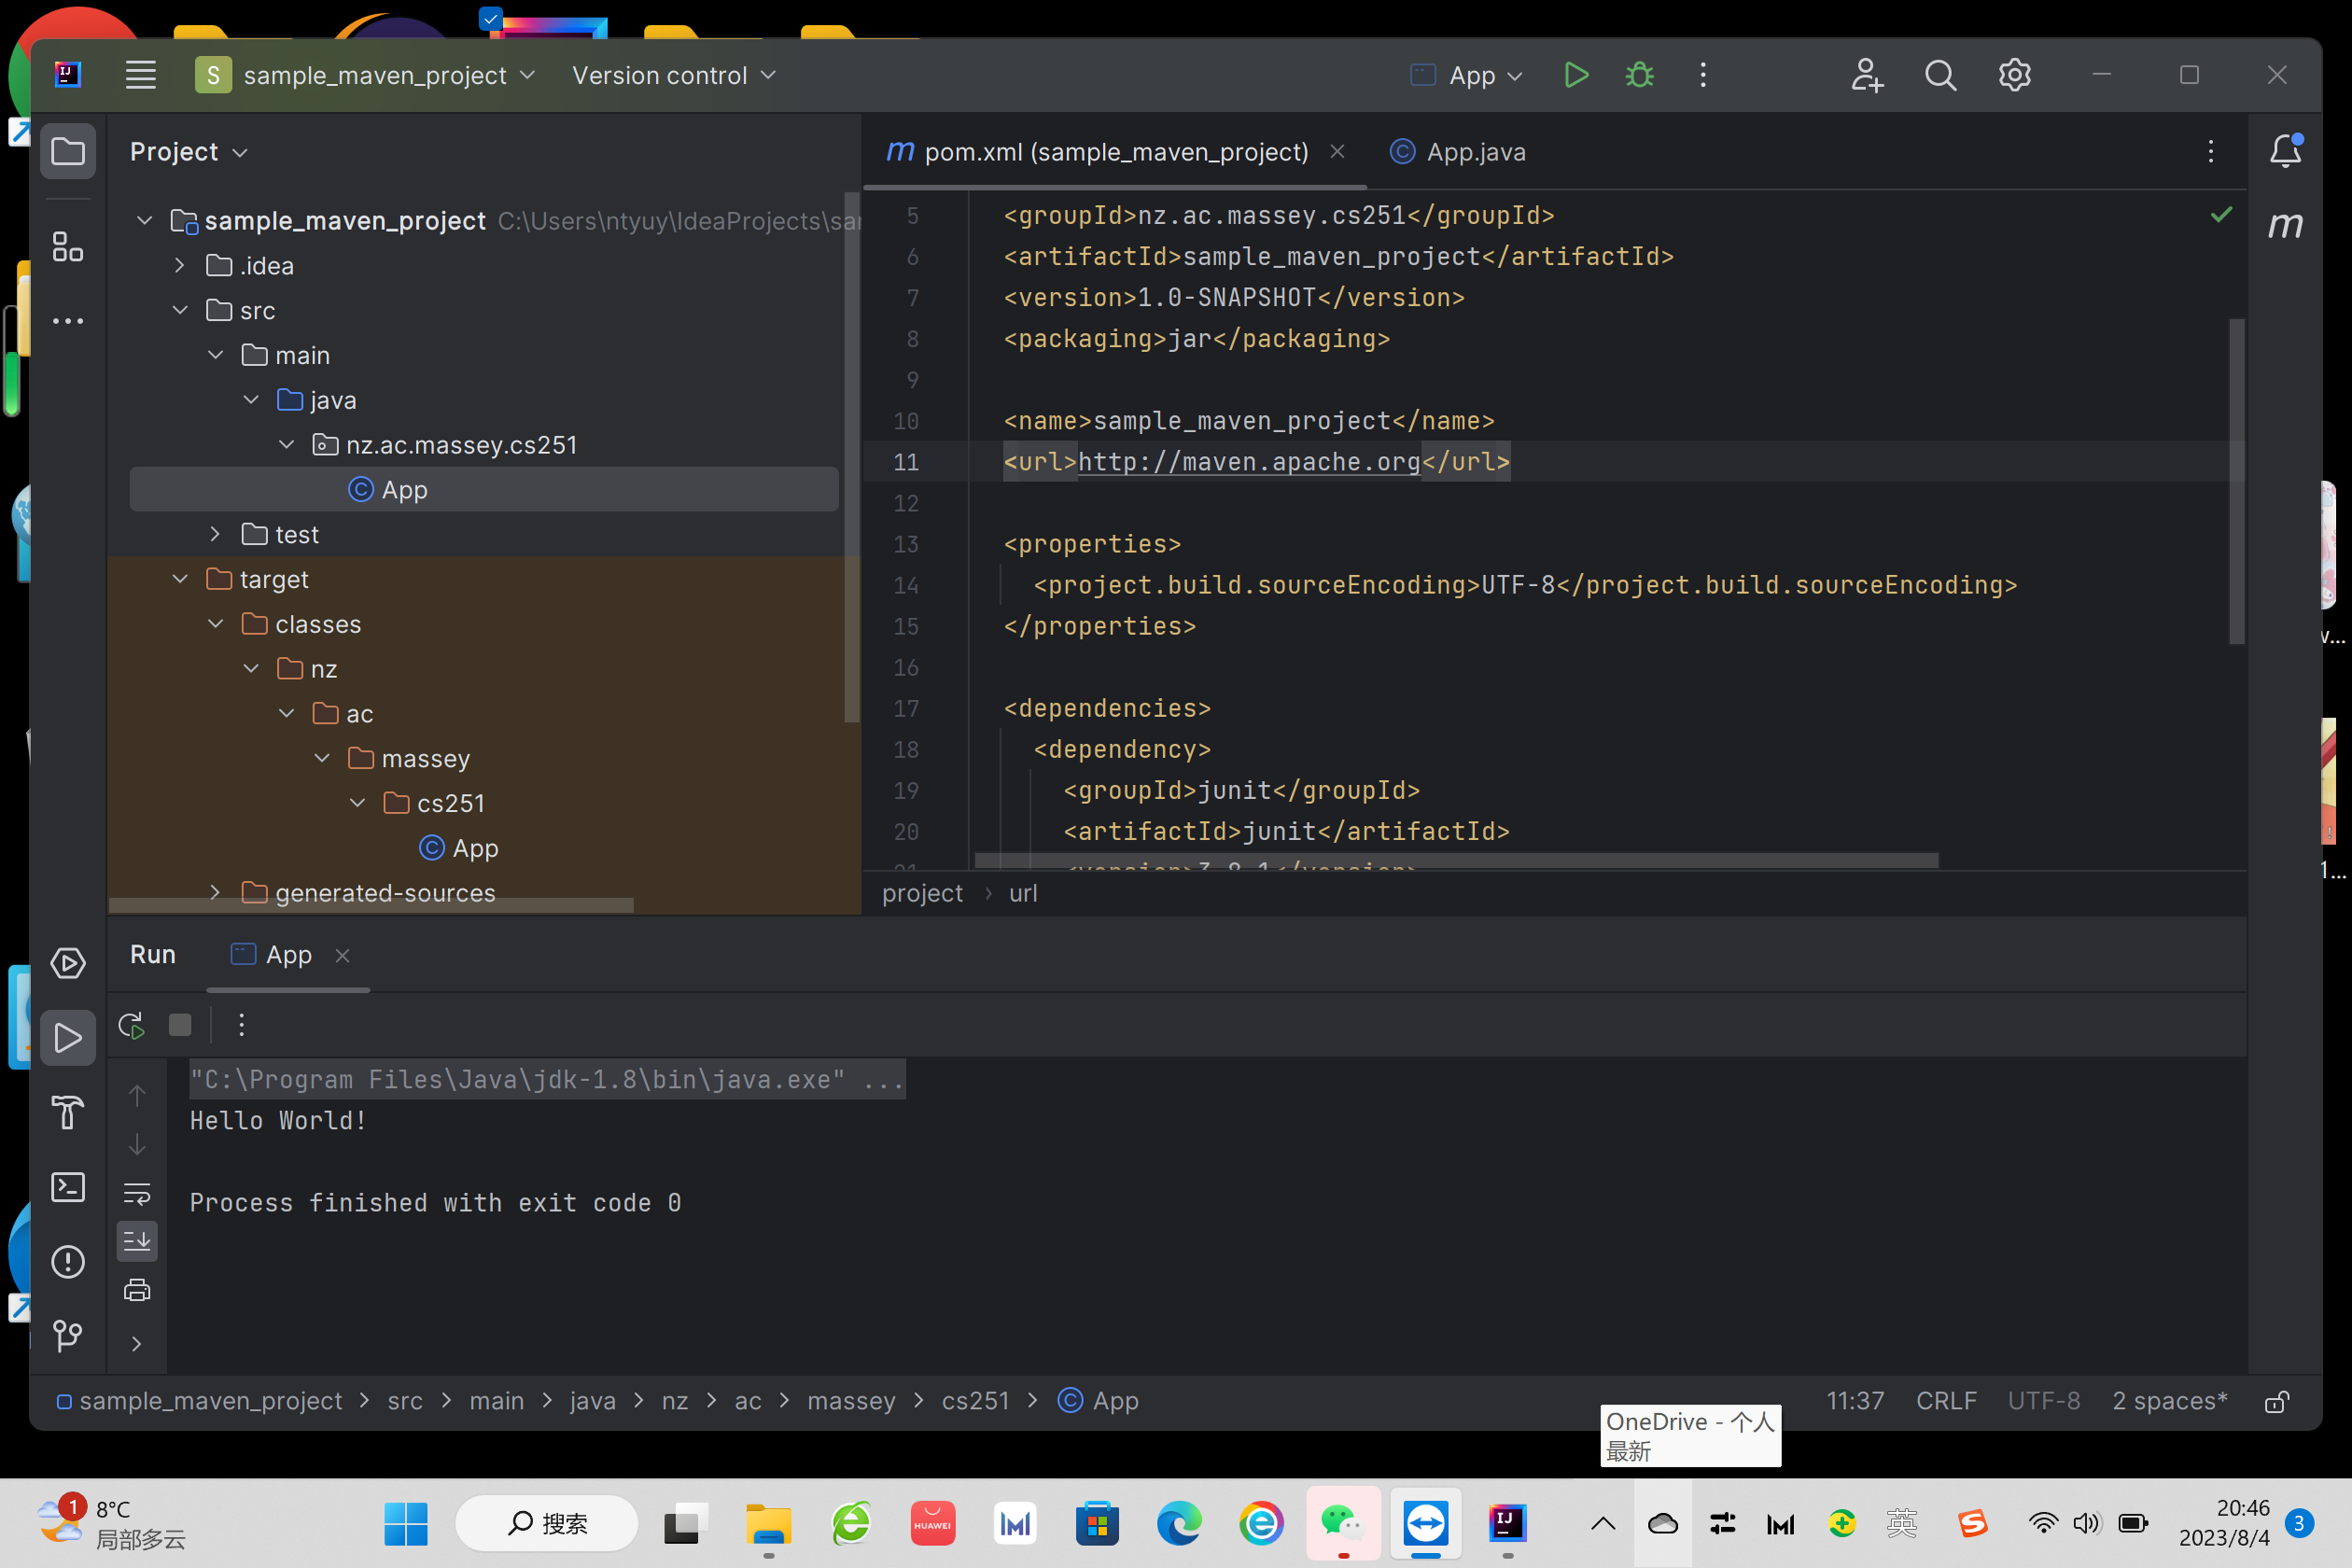 S sample_maven_project Version control App
Project
sample_maven_project C:\Users\ntyuy\IdeaProjects\sa
.idea
src
main
java
nz.ac.massey.cs251
App
test
target
classes
nz
ac
massey
cs251
App
generated-sources
m pom.xml (sample_maven_project) App.java
m
5 <groupId>nz.ac.massey.cs251</groupId>
6 <artifactId>sample_maven_project</artifactId>
7 <version>1.0-SNAPSHOT</version>
8 <packaging>jar</packaging>
9
10 <name>sample_maven_project</name>
11 <url>http://maven.apache.org</url>
12
13 <properties>
14 <project.build.sourceEncoding>UTF-8</project.build.sourceEncoding>
15 </properties>
16
17 <dependencies>
18 <dependency>
19 <groupId>junit</groupId>
20 <artifactId>junit</artifactId>
project › url
Run App
"C:\Program Files\Java\jdk-1.8\bin\java.exe" ...
Hello World!
Process finished with exit code 0
sample_maven_project > src > main > java > nz > ac > massey > cs251 > App
11:37 CRLF UTF-8 2 spaces*
OneDrive - 个人
最新
1 8°C
局部多云
搜索
HUAWEI
英
20:46
2023/8/4
3